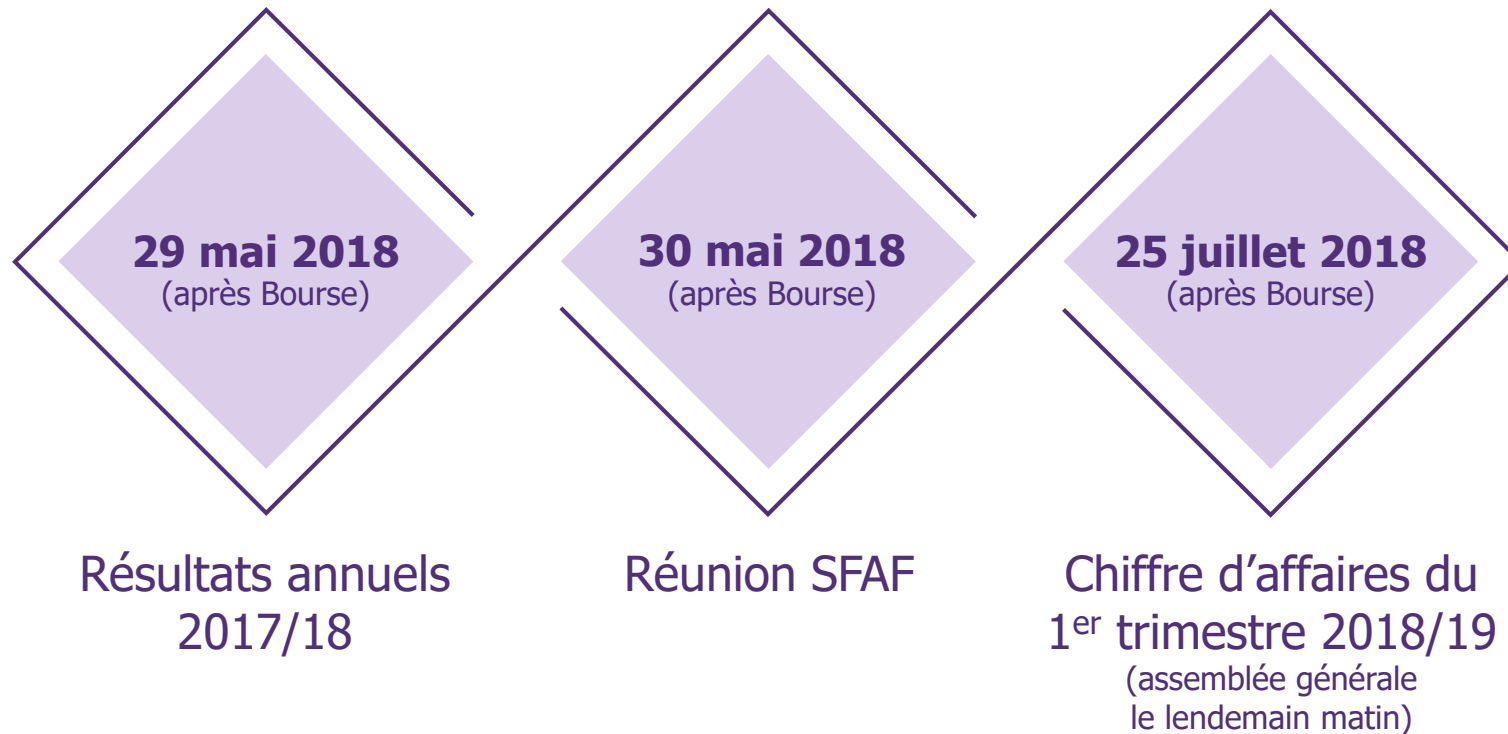 29 mai 2018
(après Bourse)
Résultats annuels
2017/18
30 mai 2018
(après Bourse)
Réunion SFAF
25 juillet 2018
(après Bourse)
Chiffre d’affaires du
1er trimestre 2018/19
(assemblée générale
le lendemain matin)